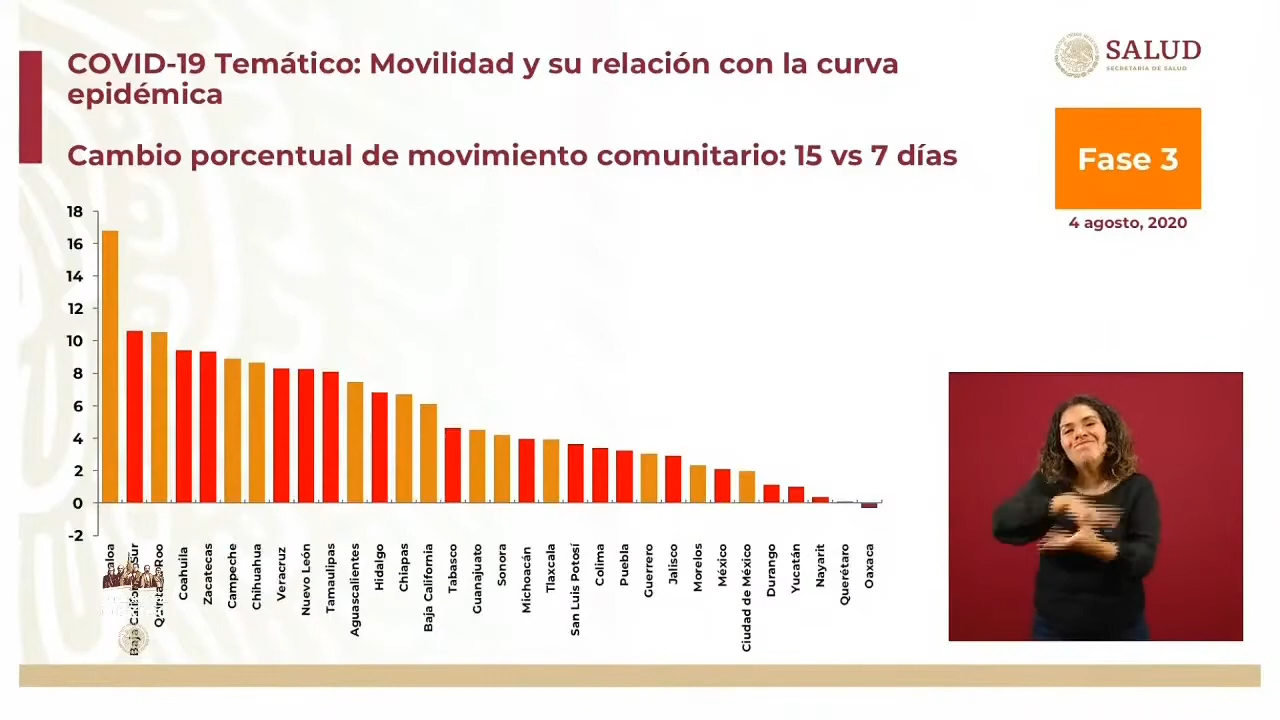 COVID-19 Temático: Movilidad y su relación con la curva
epidémica
Cambio porcentual de movimiento comunitario: 15 vs 7 días
SALUD
SECRETARÍA DE SALUD
Fase 3
4 agosto, 2020
18
16
14
12
10
8
6
4
2
0
-2
Coahuila
Zacatecas
Campeche
Chihuahua
Veracruz
Nuevo León
Tamaulipas
Aguascalientes
Hidalgo
Chiapas
Baja California
Tabasco
Guanajuato
Sonora
Michoacán
Tlaxcala
San Luis Potosí
Colima
Puebla
Guerrero
Jalisco
Morelos
México
Ciudad de México
Durango
Yucatán
Nayarit
Querétaro
Oaxaca